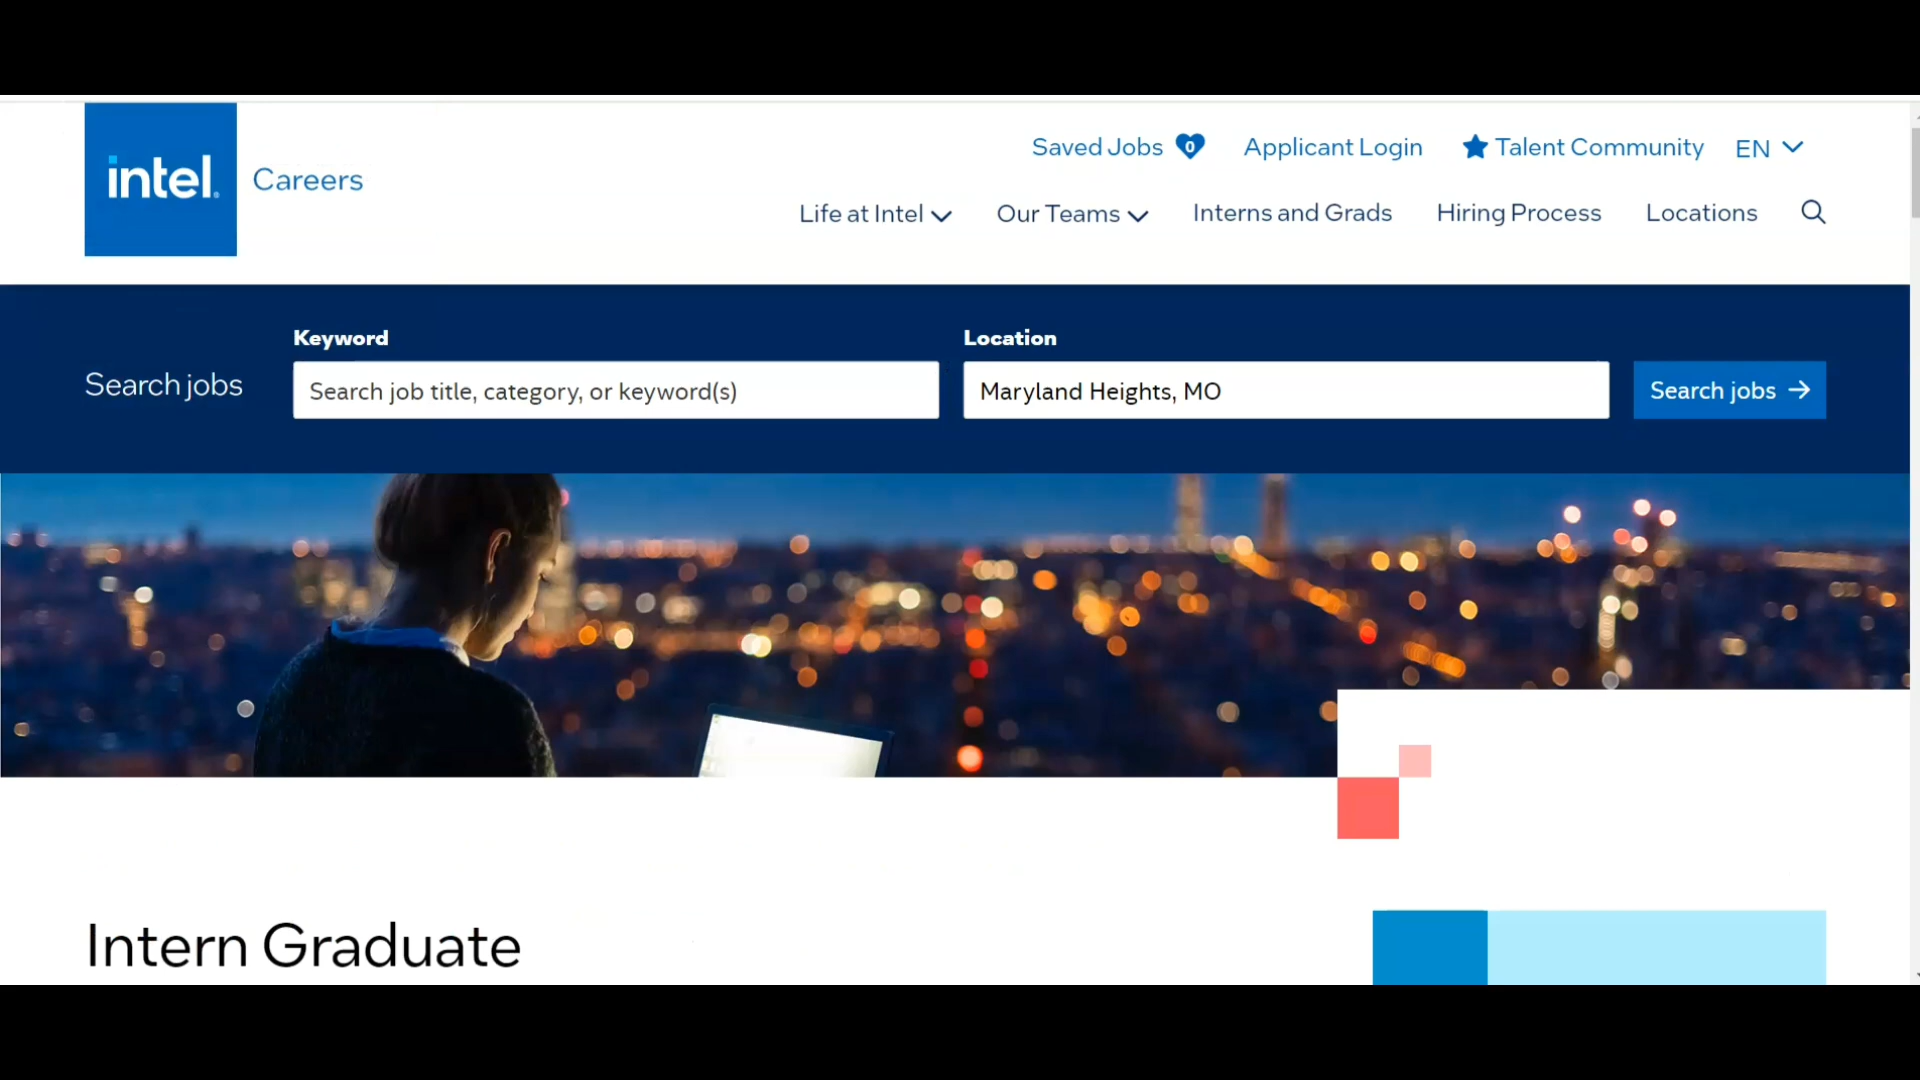 intel.
Careers
Saved Jobs 0 Applicant Login Talent Community EN
Life at Intel Our Teams Interns and Grads Hiring Process Locations
Search jobs
Keyword
Search job title, category, or keyword(s)
Location
Maryland Heights, MO
Search jobs →
Intern Graduate